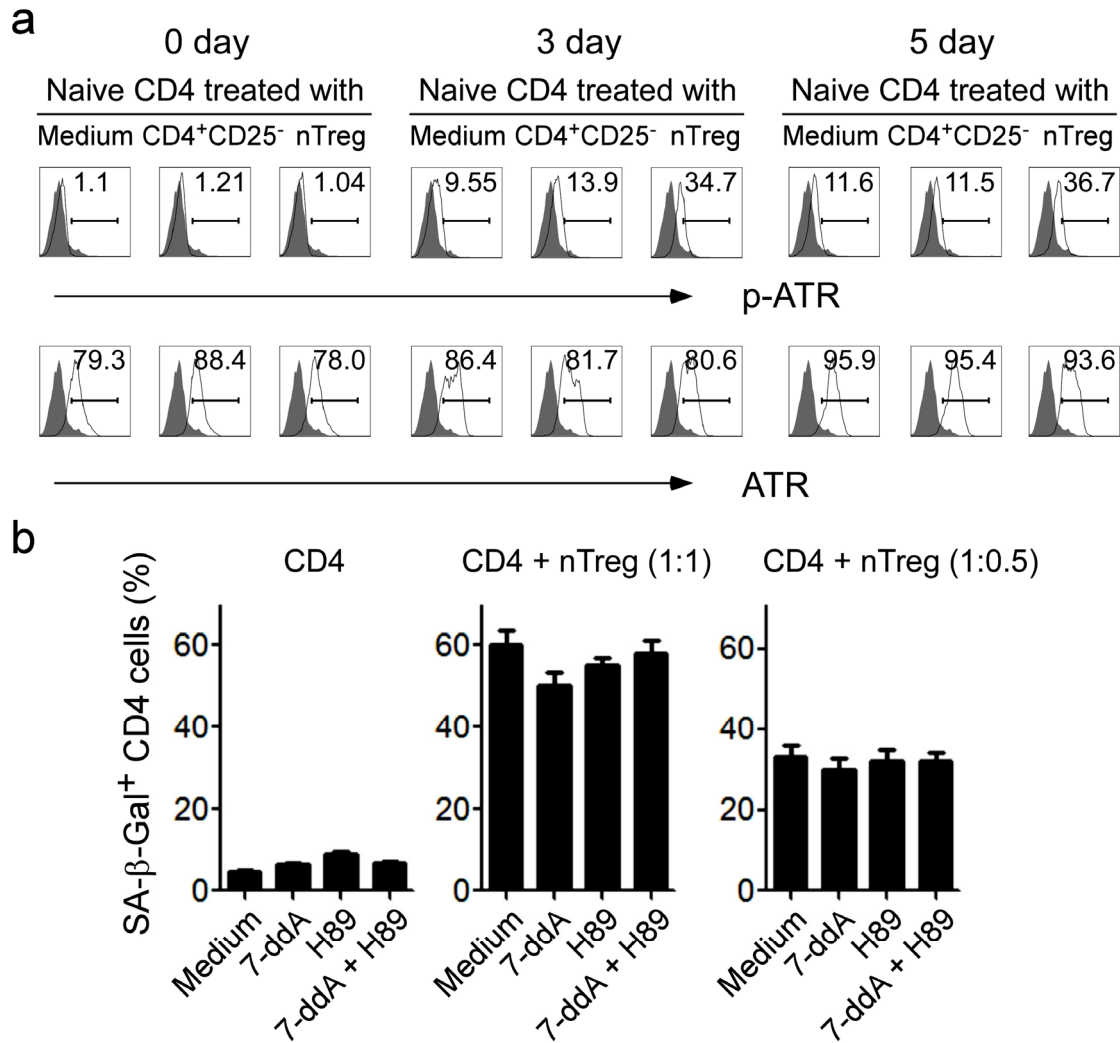 a
0 day 3 day 5 day
Naive CD4 treated with Naive CD4 treated with Naive CD4 treated with
Medium CD4⁺CD25⁻ nTreg Medium CD4⁺CD25⁻ nTreg Medium CD4⁺CD25⁻ nTreg
1.1 1.21 1.04 9.55 13.9 34.7 11.6 11.5 36.7
p-ATR
79.3 88.4 78.0 86.4 81.7 80.6 95.9 95.4 93.6
ATR
b
CD4 CD4 + nTreg (1:1) CD4 + nTreg (1:0.5)
SA-β-Gal⁺ CD4 cells (%)
60 60 60
40 40 40
20 20 20
0 0 0
Medium 7-ddA H89 7-ddA + H89 Medium 7-ddA H89 7-ddA + H89 Medium 7-ddA H89 7-ddA + H89